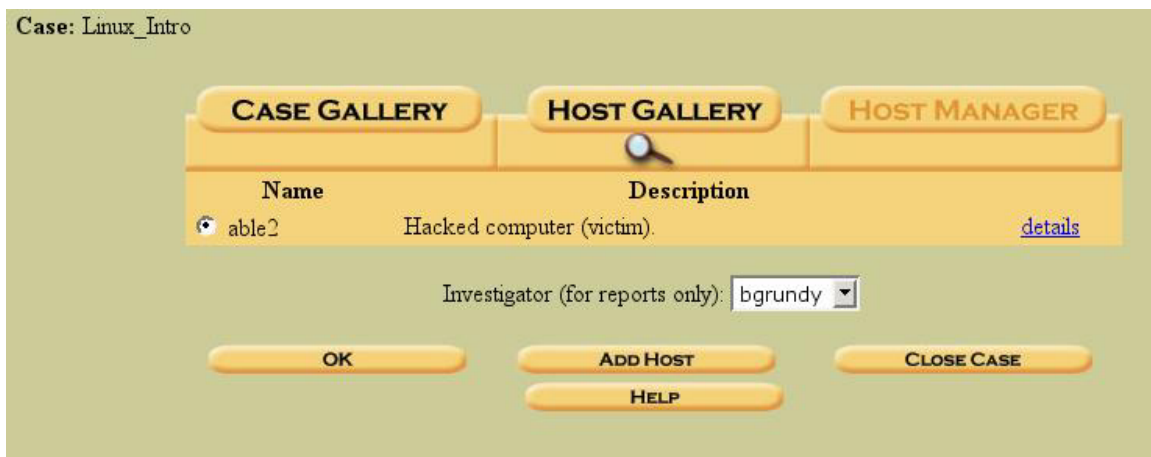 Case: Linux_Intro
CASE GALLERY HOST GALLERY HOST MANAGER
Name Description
able2 Hacked computer (victim). details
Investigator (for reports only): bgrundy
OK ADD HOST CLOSE CASE
HELP